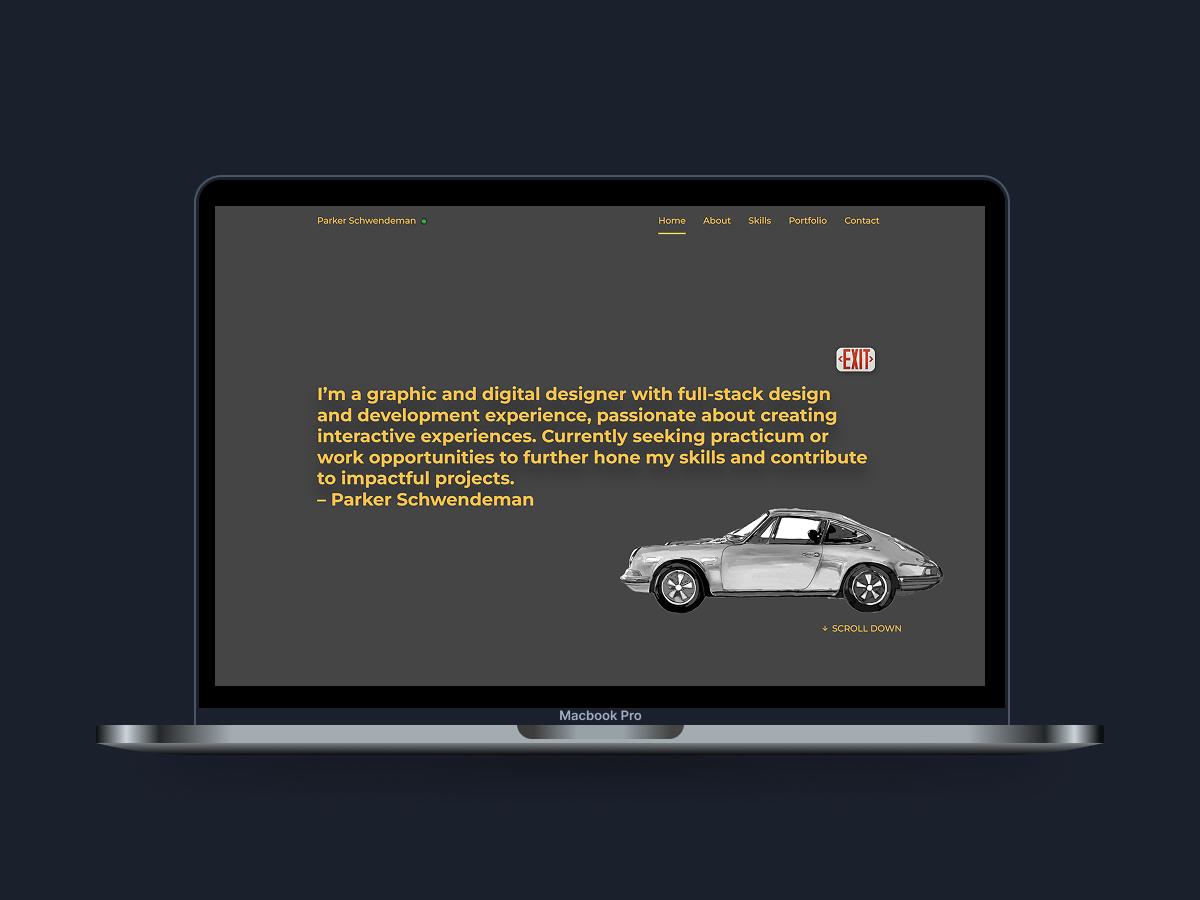 Parker Schwendeman
Home About Skills Portfolio Contact
<EXIT>
I’m a graphic and digital designer with full-stack design
and development experience, passionate about creating
interactive experiences. Currently seeking practicum or
work opportunities to further hone my skills and contribute
to impactful projects.
– Parker Schwendeman
↓ SCROLL DOWN
Macbook Pro